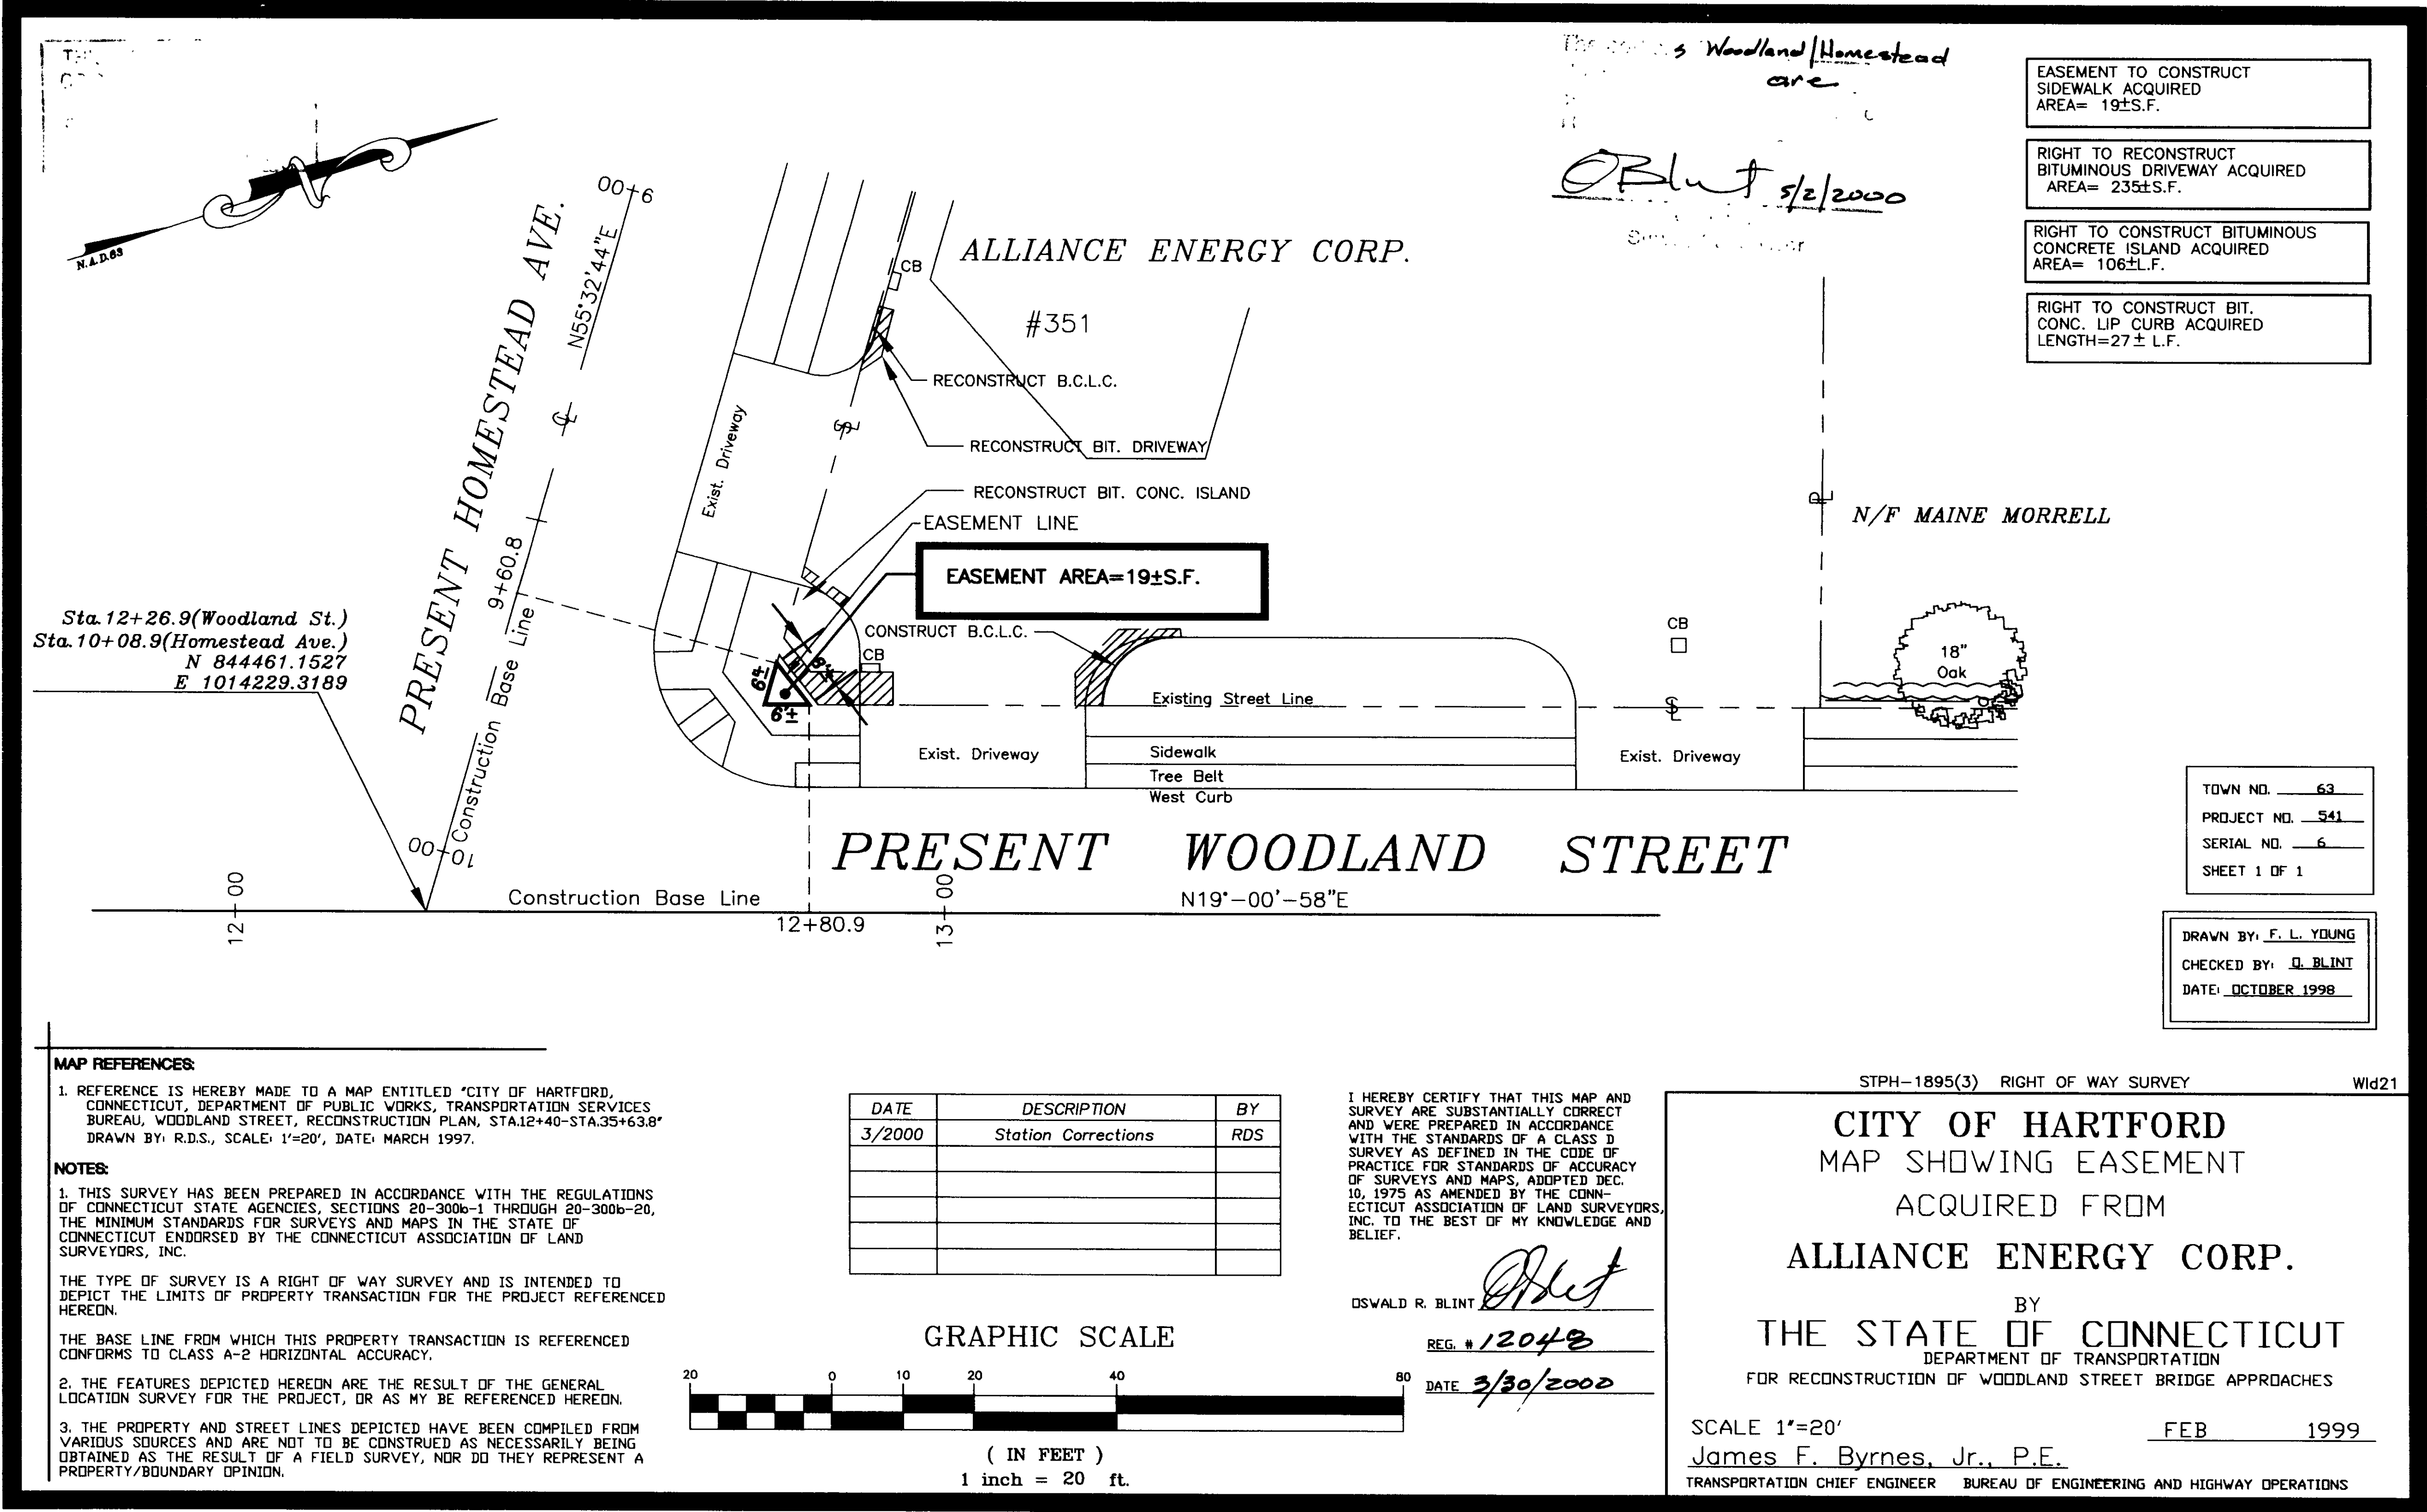 Woodland/Homestead
are
OBlint 5/2/2000
EASEMENT TO CONSTRUCT
SIDEWALK ACQUIRED
AREA= 19±S.F.
RIGHT TO RECONSTRUCT
BITUMINOUS DRIVEWAY ACQUIRED
AREA= 235±S.F.
RIGHT TO CONSTRUCT BITUMINOUS
CONCRETE ISLAND ACQUIRED
AREA= 106±L.F.
RIGHT TO CONSTRUCT BIT.
CONC. LIP CURB ACQUIRED
LENGTH=27± L.F.
N
N.A.D.83
PRESENT HOMESTEAD AVE.
9+00
N55°32'44"E
℄
9+60.8
Construction Base Line
10+00
ALLIANCE ENERGY CORP.
#351
CB
RECONSTRUCT B.C.L.C.
RECONSTRUCT BIT. DRIVEWAY
Exist. Driveway
RECONSTRUCT BIT. CONC. ISLAND
EASEMENT LINE
EASEMENT AREA=19±S.F.
CONSTRUCT B.C.L.C.
CB
6'±
8'±
6'±
Sta.12+26.9(Woodland St.)
Sta.10+08.9(Homestead Ave.)
N 844461.1527
E 1014229.3189
N/F MAINE MORRELL
CB
18"
Oak
Existing Street Line
Exist. Driveway
Sidewalk
Tree Belt
West Curb
Exist. Driveway
PRESENT WOODLAND STREET
Construction Base Line
N19°-00'-58"E
12+00
12+80.9
13+00
TOWN NO. 63
PROJECT NO. 541
SERIAL NO. 6
SHEET 1 OF 1
DRAWN BY: F. L. YOUNG
CHECKED BY: O. BLINT
DATE: OCTOBER 1998
MAP REFERENCES:
1. REFERENCE IS HEREBY MADE TO A MAP ENTITLED "CITY OF HARTFORD,
CONNECTICUT, DEPARTMENT OF PUBLIC WORKS, TRANSPORTATION SERVICES
BUREAU, WOODLAND STREET, RECONSTRUCTION PLAN, STA.12+40-STA.35+63.8"
DRAWN BY: R.D.S., SCALE: 1"=20', DATE: MARCH 1997.
NOTES:
1. THIS SURVEY HAS BEEN PREPARED IN ACCORDANCE WITH THE REGULATIONS
OF CONNECTICUT STATE AGENCIES, SECTIONS 20-300b-1 THROUGH 20-300b-20,
THE MINIMUM STANDARDS FOR SURVEYS AND MAPS IN THE STATE OF
CONNECTICUT ENDORSED BY THE CONNECTICUT ASSOCIATION OF LAND
SURVEYORS, INC.
THE TYPE OF SURVEY IS A RIGHT OF WAY SURVEY AND IS INTENDED TO
DEPICT THE LIMITS OF PROPERTY TRANSACTION FOR THE PROJECT REFERENCED
HEREON.
THE BASE LINE FROM WHICH THIS PROPERTY TRANSACTION IS REFERENCED
CONFORMS TO CLASS A-2 HORIZONTAL ACCURACY.
2. THE FEATURES DEPICTED HEREON ARE THE RESULT OF THE GENERAL
LOCATION SURVEY FOR THE PROJECT, OR AS MY BE REFERENCED HEREON.
3. THE PROPERTY AND STREET LINES DEPICTED HAVE BEEN COMPILED FROM
VARIOUS SOURCES AND ARE NOT TO BE CONSTRUED AS NECESSARILY BEING
OBTAINED AS THE RESULT OF A FIELD SURVEY, NOR DO THEY REPRESENT A
PROPERTY/BOUNDARY OPINION.
DATE DESCRIPTION BY
3/2000 Station Corrections RDS
GRAPHIC SCALE
20 0 10 20 40 80
( IN FEET )
1 inch = 20 ft.
I HEREBY CERTIFY THAT THIS MAP AND
SURVEY ARE SUBSTANTIALLY CORRECT
AND WERE PREPARED IN ACCORDANCE
WITH THE STANDARDS OF A CLASS D
SURVEY AS DEFINED IN THE CODE OF
PRACTICE FOR STANDARDS OF ACCURACY
OF SURVEYS AND MAPS, ADOPTED DEC.
10, 1975 AS AMENDED BY THE CONN-
ECTICUT ASSOCIATION OF LAND SURVEYORS,
INC. TO THE BEST OF MY KNOWLEDGE AND
BELIEF.
OSWALD R. BLINT OBlint
REG. # 12048
DATE 3/30/2000
STPH-1895(3) RIGHT OF WAY SURVEY Wld21
CITY OF HARTFORD
MAP SHOWING EASEMENT
ACQUIRED FROM
ALLIANCE ENERGY CORP.
BY
THE STATE OF CONNECTICUT
DEPARTMENT OF TRANSPORTATION
FOR RECONSTRUCTION OF WOODLAND STREET BRIDGE APPROACHES
SCALE 1"=20' FEB 1999
James F. Byrnes, Jr., P.E.
TRANSPORTATION CHIEF ENGINEER BUREAU OF ENGINEERING AND HIGHWAY OPERATIONS